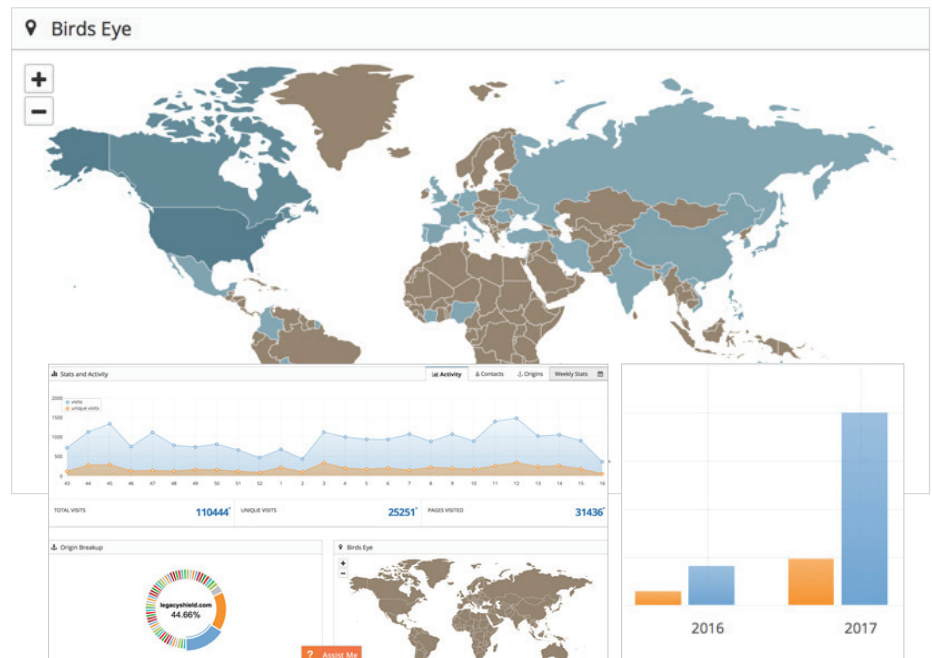 Birds Eye
+
−
Stats and Activity
Activity
Contacts
Origins
Weekly Stats
visits
unique visits
2000
1500
1000
500
0
43 44 45 46 47 48 49 50 51 52 1 2 3 4 5 6 7 8 9 10 11 12 13 14 15 16
TOTAL VISITS 110444*
UNIQUE VISITS 25251*
PAGES VISITED 31436*
Origin Breakup
legacyshield.com
44.66%
Birds Eye
+
−
? Assist Me
2016 2017